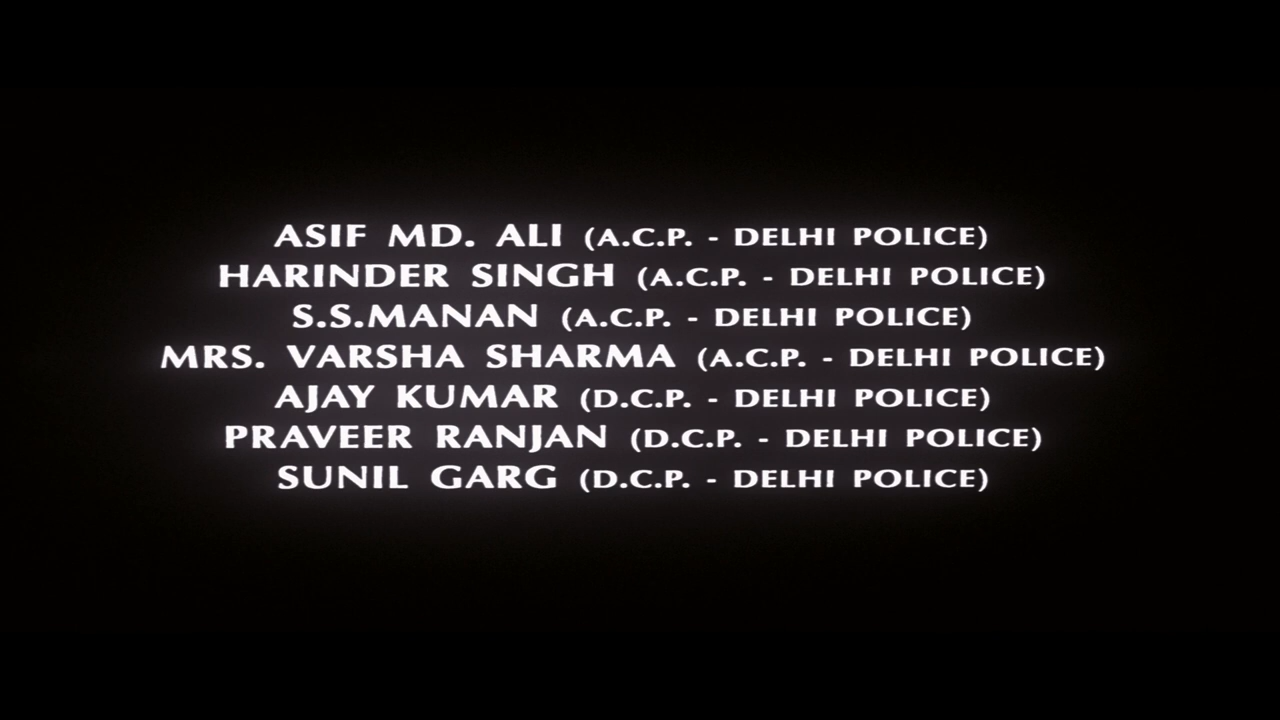 ASIF MD. ALI (A.C.P. - DELHI POLICE)
HARINDER SINGH (A.C.P. - DELHI POLICE)
S.S.MANAN (A.C.P. - DELHI POLICE)
MRS. VARSHA SHARMA (A.C.P. - DELHI POLICE)
AJAY KUMAR (D.C.P. - DELHI POLICE)
PRAVEER RANJAN (D.C.P. - DELHI POLICE)
SUNIL GARG (D.C.P. - DELHI POLICE)